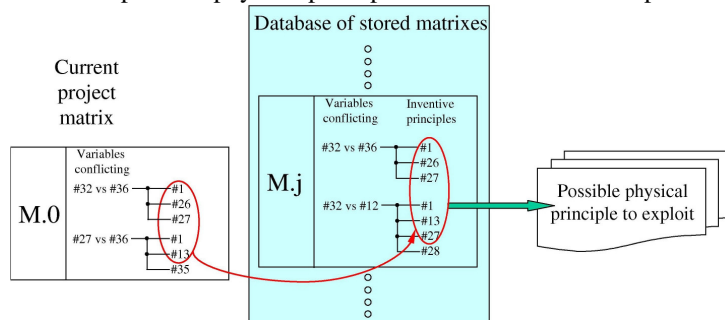 Database of stored matrixes
Current
project
matrix
Variables
conflicting
M.0
#32 vs #36
#1
#26
#27
#27 vs #36
#1
#13
#35
Variables
conflicting
Inventive
principles
M.j
#32 vs #36
#1
#26
#27
#32 vs #12
#1
#13
#27
#28
Possible physical
principle to exploit